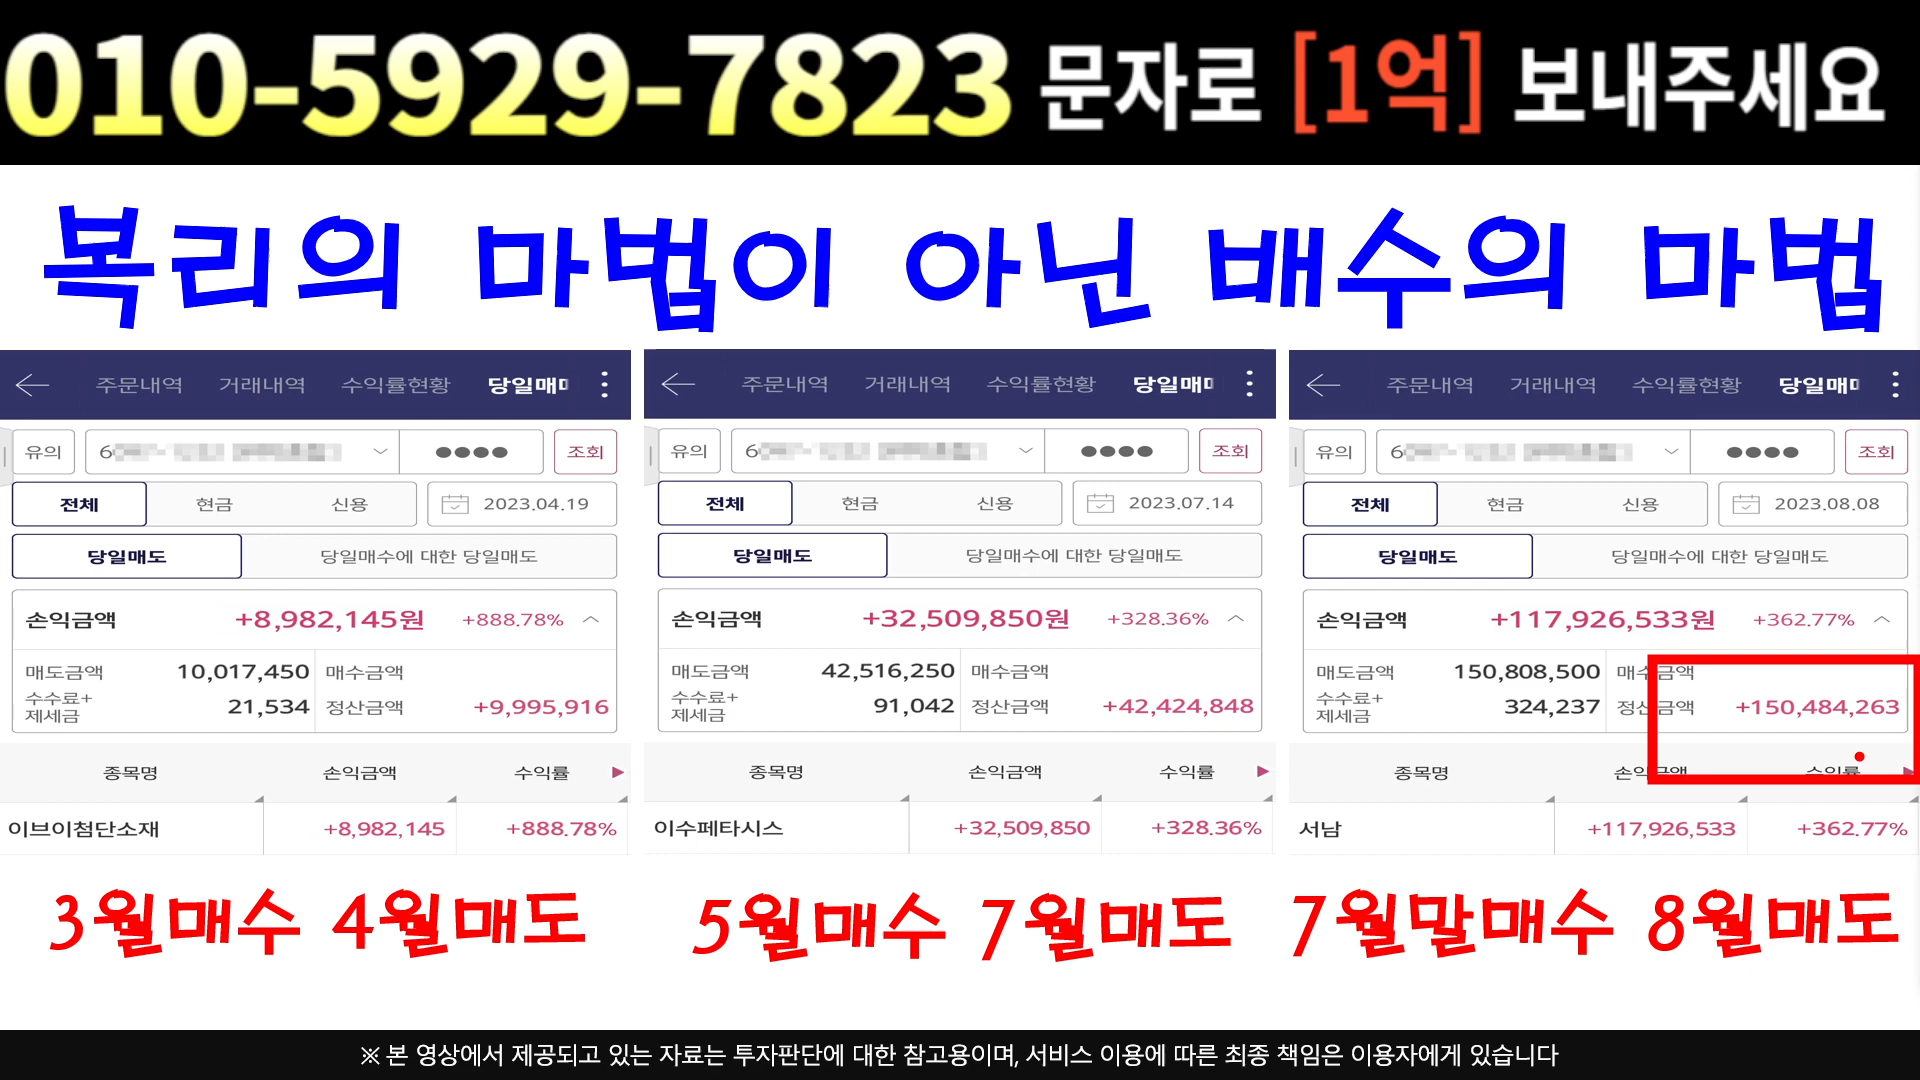 010-5929-7823 문자로 [1억] 보내주세요
복리의 마법이 아닌 배수의 마법
주문내역 거래내역 수익률현황 당일매
유의 6 ●●●● 조회
전체 현금 신용 2023.04.19
당일매도 당일매수에 대한 당일매도
손익금액 +8,982,145원 +888.78%
매도금액 10,017,450 매수금액
수수료+
제세금 21,534 정산금액 +9,995,916
종목명 손익금액 수익률
이브이첨단소재 +8,982,145 +888.78%
3월매수 4월매도
주문내역 거래내역 수익률현황 당일매
유의 6 ●●●● 조회
전체 현금 신용 2023.07.14
당일매도 당일매수에 대한 당일매도
손익금액 +32,509,850원 +328.36%
매도금액 42,516,250 매수금액
수수료+
제세금 91,042 정산금액 +42,424,848
종목명 손익금액 수익률
이수페타시스 +32,509,850 +328.36%
5월매수 7월매도
주문내역 거래내역 수익률현황 당일매
유의 6 ●●●● 조회
전체 현금 신용 2023.08.08
당일매도 당일매수에 대한 당일매도
손익금액 +117,926,533원 +362.77%
매도금액 150,808,500 매수금액
수수료+
제세금 324,237 정산금액 +150,484,263
종목명 손익금액 수익률
서남 +117,926,533 +362.77%
7월말매수 8월매도
※ 본 영상에서 제공되고 있는 자료는 투자판단에 대한 참고용이며, 서비스 이용에 따른 최종 책임은 이용자에게 있습니다